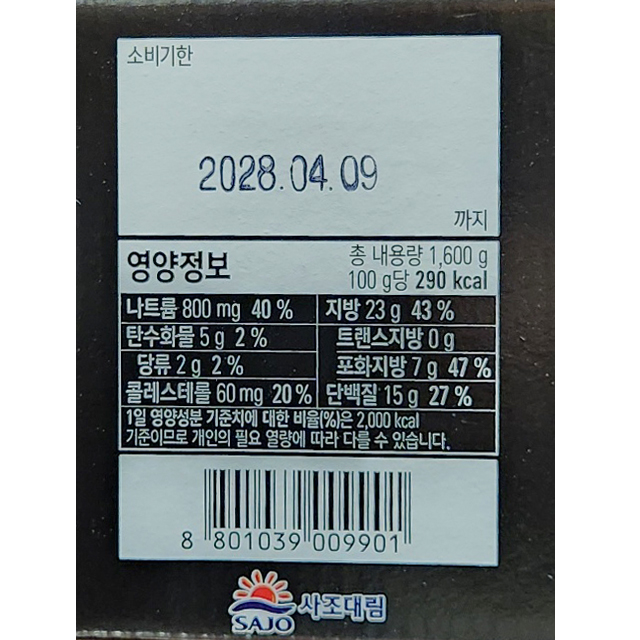 소비기한
2028.04.09
까지
영양정보
총 내용량 1,600 g
100 g당 290 kcal
나트륨 800 mg 40 % 지방 23 g 43 %
탄수화물 5 g 2 % 트랜스지방 0 g
당류 2 g 2 % 포화지방 7 g 47 %
콜레스테롤 60 mg 20 % 단백질 15 g 27 %
1일 영양성분 기준치에 대한 비율(%)은 2,000 kcal
기준이므로 개인의 필요 열량에 따라 다를 수 있습니다.
8 801039 009901
SAJO 사조대림